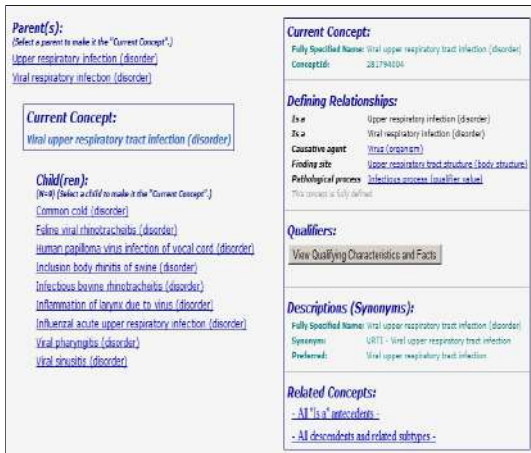 Parent(s):
(Select a parent to make it the "Current Concept".)
Upper respiratory infection (disorder)
Viral respiratory infection (disorder)
Current Concept:
Viral upper respiratory tract infection (disorder)
Child(ren):
(N=9) (Select a child to make it the "Current Concept".)
Common cold (disorder)
Feline viral rhinotracheitis (disorder)
Human papilloma virus infection of vocal cord (disorder)
Inclusion body rhinitis of swine (disorder)
Infectious bovine rhinotracheitis (disorder)
Inflammation of larynx due to virus (disorder)
Influenzal acute upper respiratory infection (disorder)
Viral pharyngitis (disorder)
Viral sinusitis (disorder)
Current Concept:
Fully Specified Name: Viral upper respiratory tract infection (disorder)
ConceptId: 281794004
Defining Relationships:
Is a Upper respiratory infection (disorder)
Is a Viral respiratory infection (disorder)
Causative agent Virus (organism)
Finding site Upper respiratory tract structure (body structure)
Pathological process Infectious process (qualifier value)
This concept is fully defined
Qualifiers:
View Qualifying Characteristics and Facts
Descriptions (Synonyms):
Fully Specified Name: Viral upper respiratory tract infection (disorder)
Synonym: URTI - Viral upper respiratory tract infection
Preferred: Viral upper respiratory tract infection
Related Concepts:
- All "Is a" antecedents -
- All descendents and related subtypes -